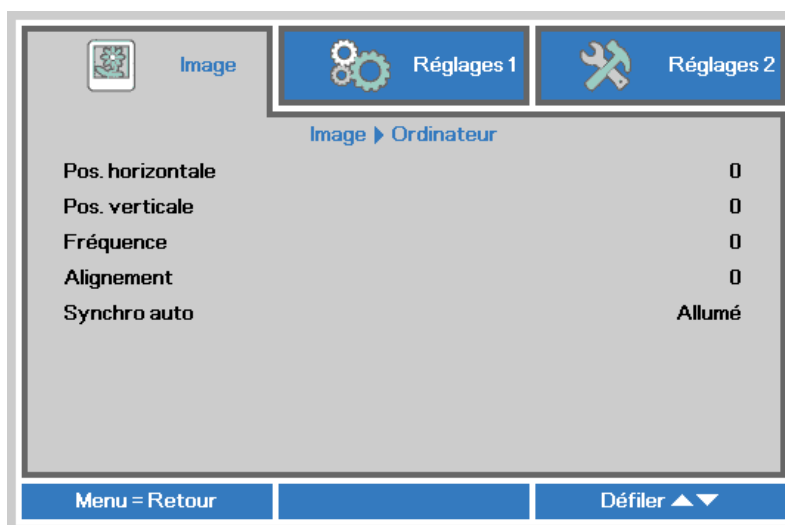 Image Réglages 1 Réglages 2
Image ▶ Ordinateur
Pos. horizontale 0
Pos. verticale 0
Fréquence 0
Alignement 0
Synchro auto Allumé
Menu = Retour Défiler ▲▼